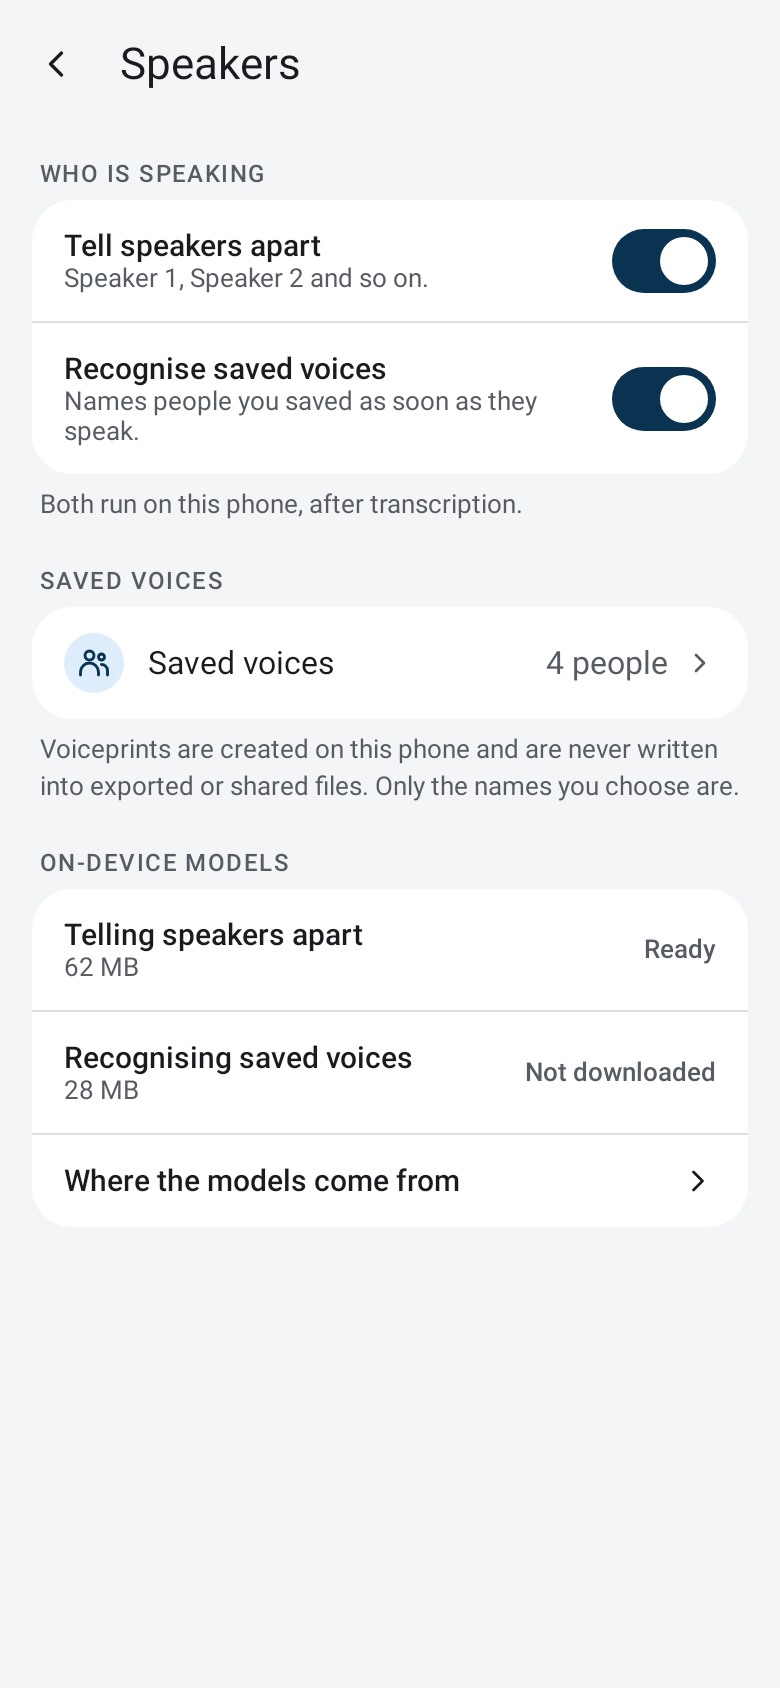 Speakers
WHO IS SPEAKING
Tell speakers apart
Speaker 1, Speaker 2 and so on.
Recognise saved voices
Names people you saved as soon as they
speak.
Both run on this phone, after transcription.
SAVED VOICES
Saved voices 4 people
Voiceprints are created on this phone and are never written
into exported or shared files. Only the names you choose are.
ON-DEVICE MODELS
Telling speakers apart
62 MB
Ready
Recognising saved voices
28 MB
Not downloaded
Where the models come from